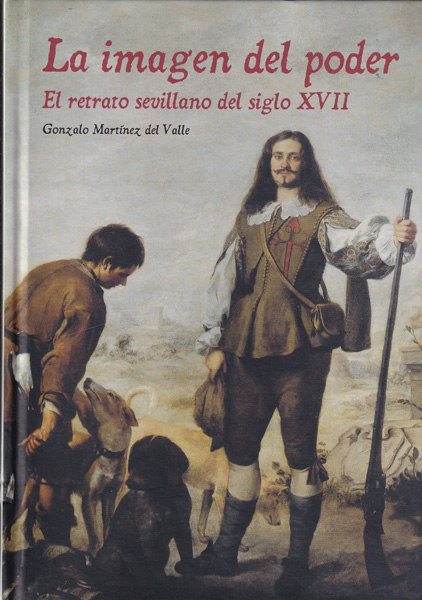 La imagen del poder
El retrato sevillano del siglo XVII
Gonzalo Martínez del Valle